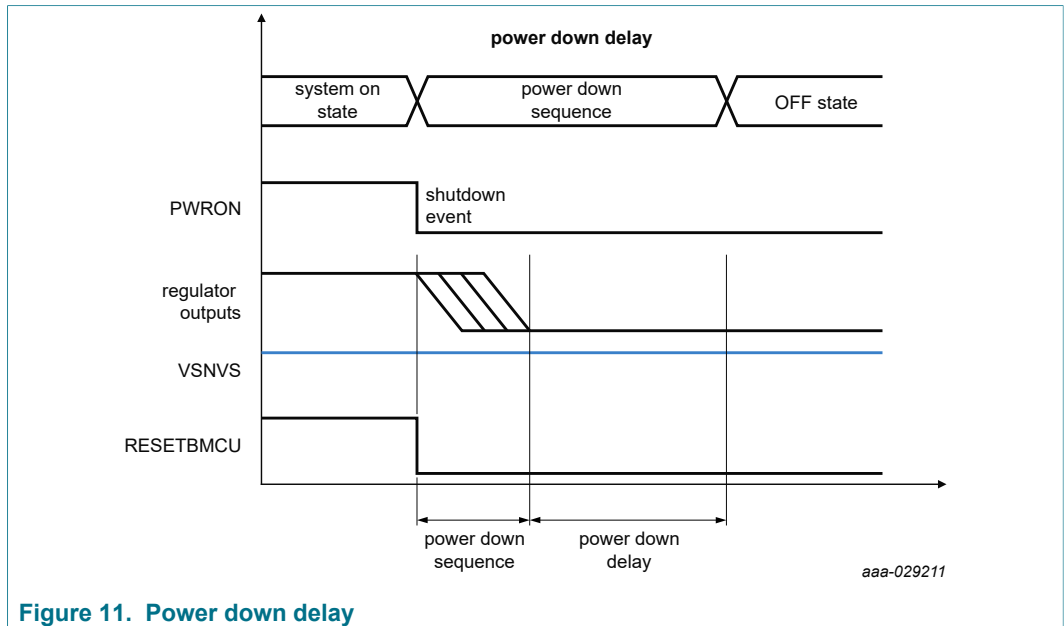 power down delay
system on
state
power down
sequence
OFF state
PWRON
shutdown
event
regulator
outputs
VSNVS
RESETBMCU
power down
sequence
power down
delay
aaa-029211
Figure 11. Power down delay